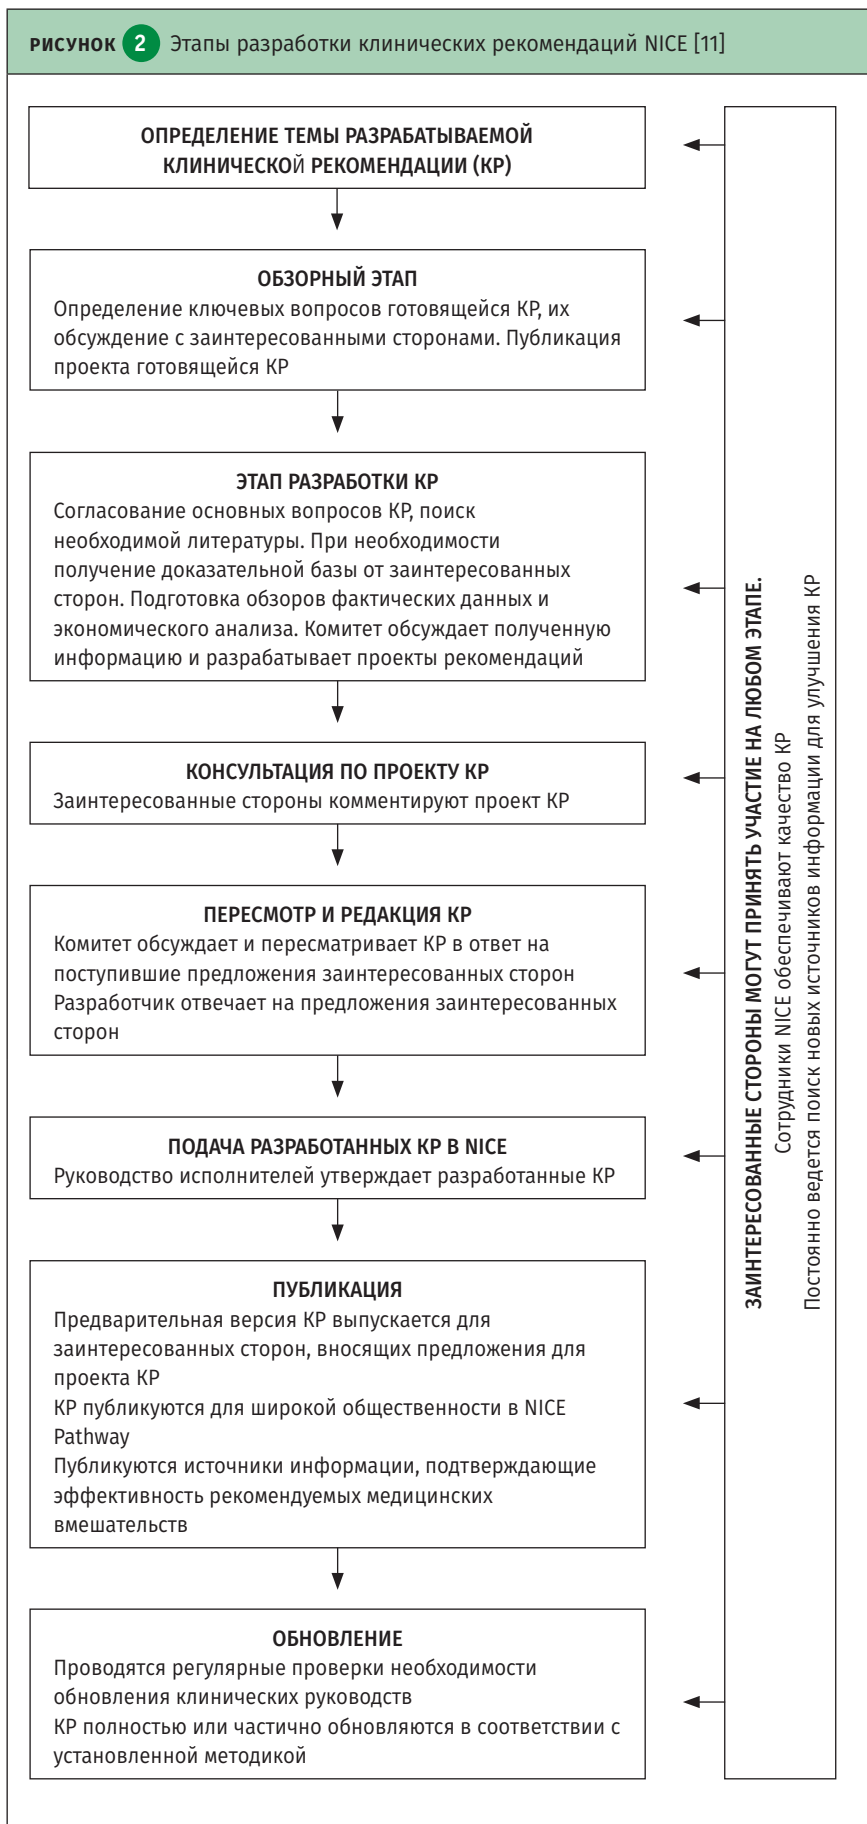 РИСУНОК 2 Этапы разработки клинических рекомендаций NICE [11]
ОПРЕДЕЛЕНИЕ ТЕМЫ РАЗРАБАТЫВАЕМОЙ
КЛИНИЧЕСКОЙ РЕКОМЕНДАЦИИ (КР)
ОБЗОРНЫЙ ЭТАП
Определение ключевых вопросов готовящейся КР, их
обсуждение с заинтересованными сторонами. Публикация
проекта готовящейся КР
ЭТАП РАЗРАБОТКИ КР
Согласование основных вопросов КР, поиск
необходимой литературы. При необходимости
получение доказательной базы от заинтересованных
сторон. Подготовка обзоров фактических данных и
экономического анализа. Комитет обсуждает полученную
информацию и разрабатывает проекты рекомендаций
КОНСУЛЬТАЦИЯ ПО ПРОЕКТУ КР
Заинтересованные стороны комментируют проект КР
ПЕРЕСМОТР И РЕДАКЦИЯ КР
Комитет обсуждает и пересматривает КР в ответ на
поступившие предложения заинтересованных сторон
Разработчик отвечает на предложения заинтересованных
сторон
ПОДАЧА РАЗРАБОТАННЫХ КР В NICE
Руководство исполнителей утверждает разработанные КР
ПУБЛИКАЦИЯ
Предварительная версия КР выпускается для
заинтересованных сторон, вносящих предложения для
проекта КР
КР публикуются для широкой общественности в NICE
Pathway
Публикуются источники информации, подтверждающие
эффективность рекомендуемых медицинских
вмешательств
ОБНОВЛЕНИЕ
Проводятся регулярные проверки необходимости
обновления клинических руководств
КР полностью или частично обновляются в соответствии с
установленной методикой
ЗАИНТЕРЕСОВАННЫЕ СТОРОНЫ МОГУТ ПРИНЯТЬ УЧАСТИЕ НА ЛЮБОМ ЭТАПЕ.
Сотрудники NICE обеспечивают качество КР
Постоянно ведется поиск новых источников информации для улучшения КР